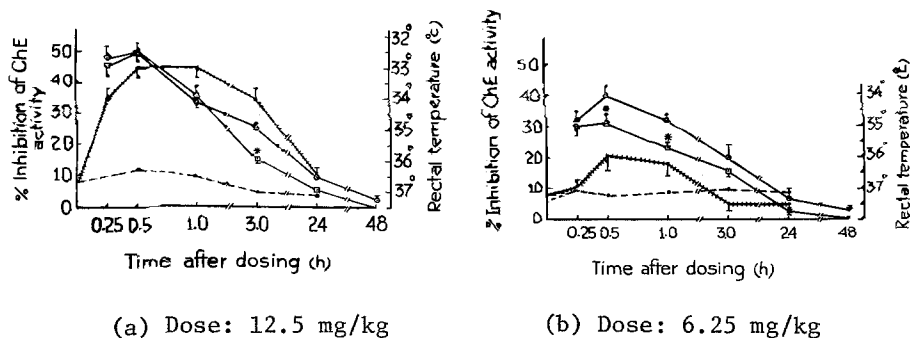 % Inhibition of ChE activity
50
40
30
20
10
0
0.25 0.5 1.0 3.0 24 48
Time after dosing (h)
32°
33°
34°
35°
36°
37°
Rectal temperature (°C)
*
(a) Dose: 12.5 mg/kg
% Inhibition of ChE activity
50
40
30
20
10
0
0.25 0.5 1.0 3.0 24 48
Time after dosing (h)
34°
35°
36°
37°
Rectal temperature (°C)
*
*
(b) Dose: 6.25 mg/kg